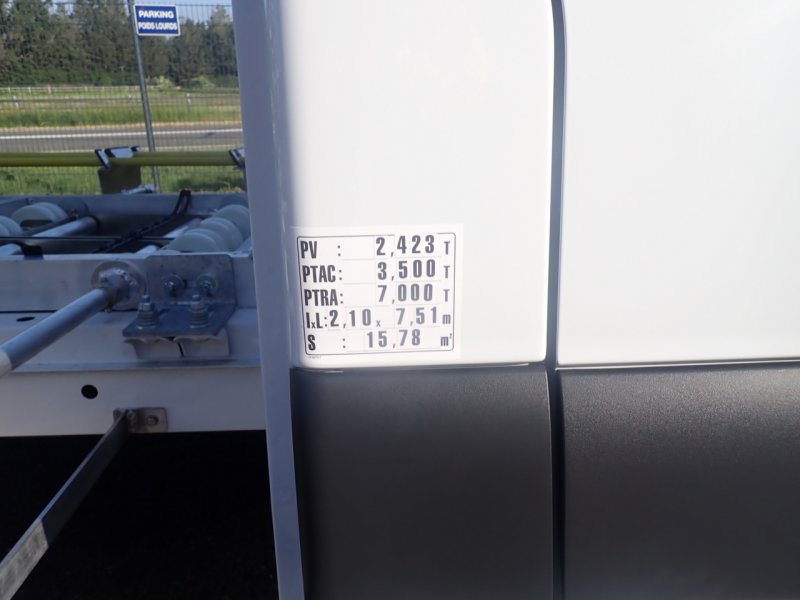 PARKING
POIDS LOURDS
PV : 2,423 T
PTAC: 3,500 T
PTRA: 7,000 T
lxL: 2,10 x 7,51 m
S : 15,78 m²